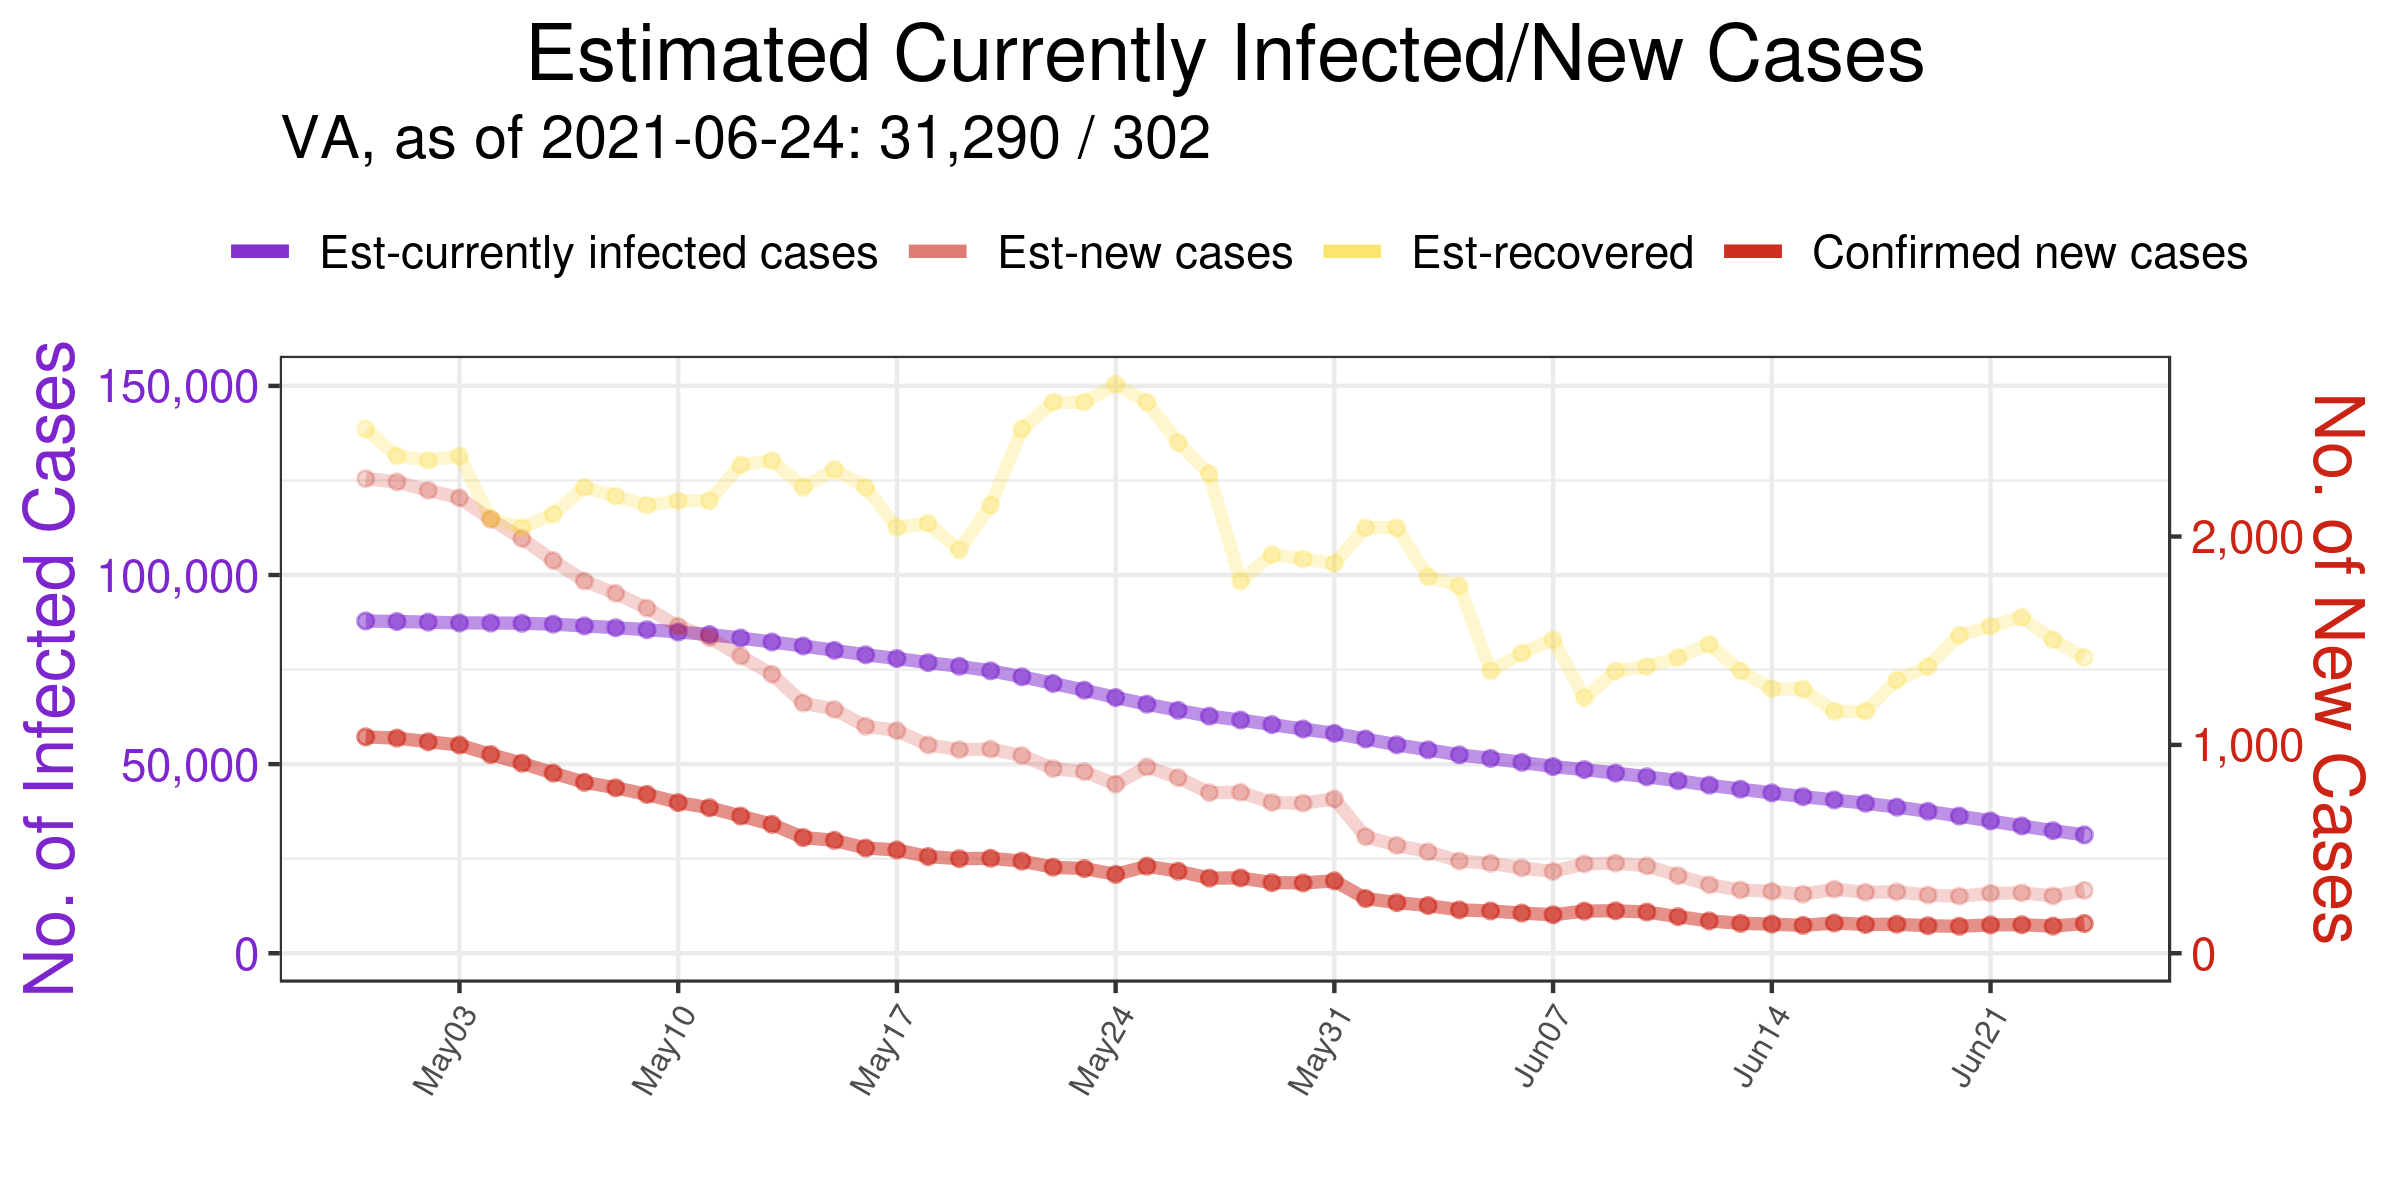 Estimated Currently Infected/New Cases
VA, as of 2021-06-24: 31,290 / 302
Est-currently infected cases Est-new cases Est-recovered Confirmed new cases
No. of Infected Cases
150,000
100,000
50,000
0
2,000
1,000
0
No. of New Cases
May03 May10 May17 May24 May31 Jun07 Jun14 Jun21